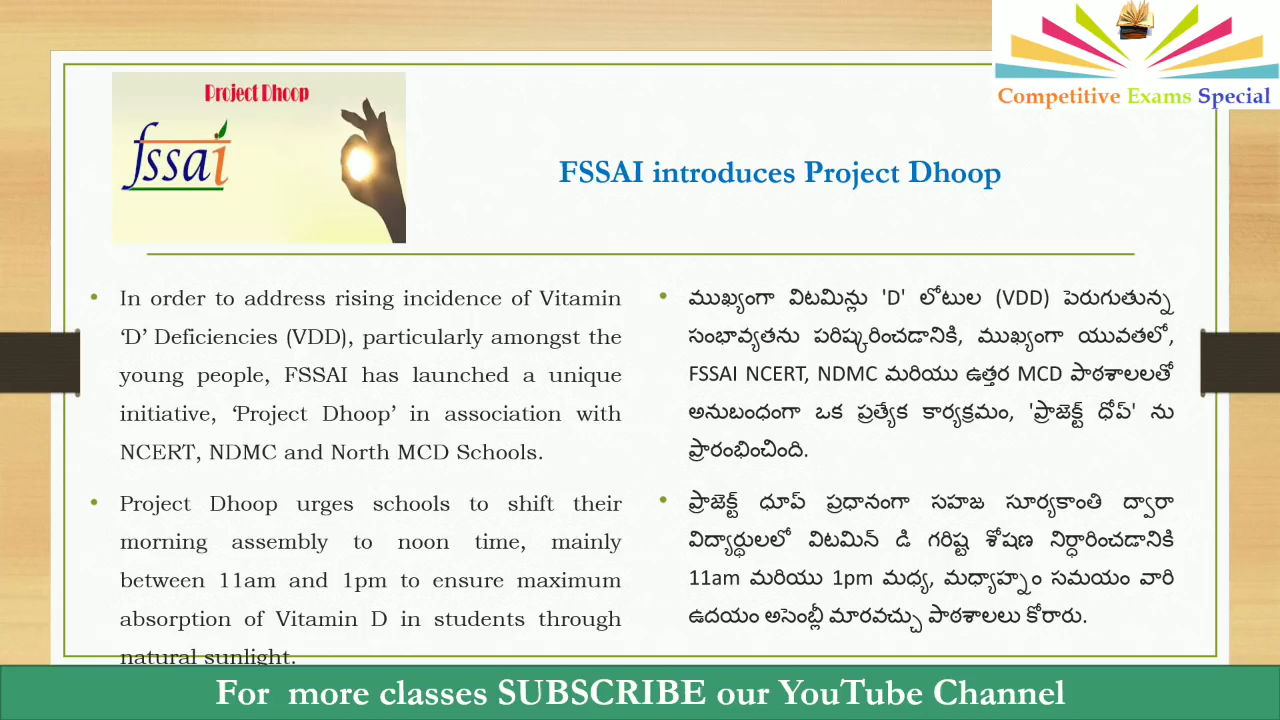 Project Dhoop
fssai
Competitive Exams Special
FSSAI introduces Project Dhoop
• In order to address rising incidence of Vitamin
‘D’ Deficiencies (VDD), particularly amongst the
young people, FSSAI has launched a unique
initiative, ‘Project Dhoop’ in association with
NCERT, NDMC and North MCD Schools.
• Project Dhoop urges schools to shift their
morning assembly to noon time, mainly
between 11am and 1pm to ensure maximum
absorption of Vitamin D in students through
natural sunlight.
• ముఖ్యంగా విటమిన్లు 'D' లోటుల (VDD) పెరుగుతున్న
సంభావ్యతను పరిష్కరించడానికి, ముఖ్యంగా యువతలో,
FSSAI NCERT, NDMC మరియు ఉత్తర MCD పాఠశాలలతో
అనుబంధంగా ఒక ప్రత్యేక కార్యక్రమం, 'ప్రాజెక్ట్ ధోప్' ను
ప్రారంభించింది.
• ప్రాజెక్ట్ ధూప్ ప్రధానంగా సహజ సూర్యకాంతి ద్వారా
విద్యార్థులలో విటమిన్ డి గరిష్ట శోషణ నిర్ధారించడానికి
11am మరియు 1pm మధ్య, మధ్యాహ్నం సమయం వారి
ఉదయం అసెంబ్లీ మారవచ్చు పాఠశాలలు కోరారు.
For more classes SUBSCRIBE our YouTube Channel